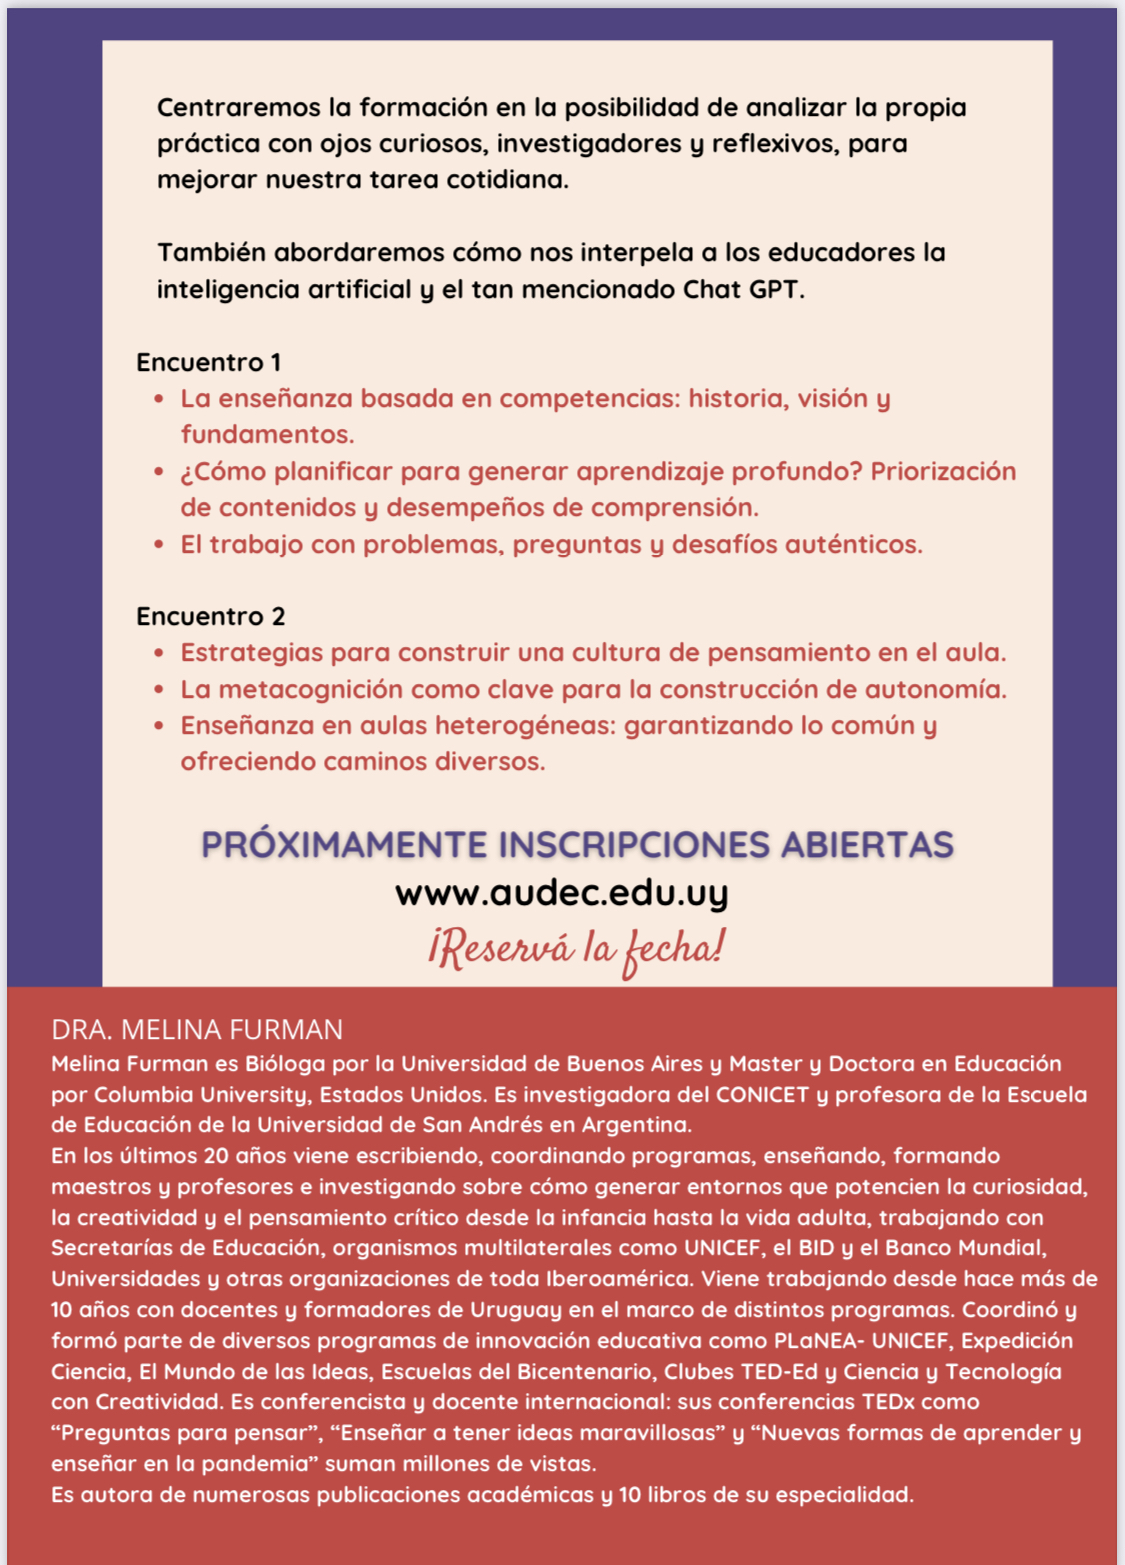 Centraremos la formación en la posibilidad de analizar la propia
práctica con ojos curiosos, investigadores y reflexivos, para
mejorar nuestra tarea cotidiana.
También abordaremos cómo nos interpela a los educadores la
inteligencia artificial y el tan mencionado Chat GPT.
Encuentro 1
• La enseñanza basada en competencias: historia, visión y
fundamentos.
• ¿Cómo planificar para generar aprendizaje profundo? Priorización
de contenidos y desempeños de comprensión.
• El trabajo con problemas, preguntas y desafíos auténticos.
Encuentro 2
• Estrategias para construir una cultura de pensamiento en el aula.
• La metacognición como clave para la construcción de autonomía.
• Enseñanza en aulas heterogéneas: garantizando lo común y
ofreciendo caminos diversos.
PRÓXIMAMENTE INSCRIPCIONES ABIERTAS
www.audec.edu.uy
¡Reservá la fecha!
DRA. MELINA FURMAN
Melina Furman es Bióloga por la Universidad de Buenos Aires y Master y Doctora en Educación
por Columbia University, Estados Unidos. Es investigadora del CONICET y profesora de la Escuela
de Educación de la Universidad de San Andrés en Argentina.
En los últimos 20 años viene escribiendo, coordinando programas, enseñando, formando
maestros y profesores e investigando sobre cómo generar entornos que potencien la curiosidad,
la creatividad y el pensamiento crítico desde la infancia hasta la vida adulta, trabajando con
Secretarías de Educación, organismos multilaterales como UNICEF, el BID y el Banco Mundial,
Universidades y otras organizaciones de toda Iberoamérica. Viene trabajando desde hace más de
10 años con docentes y formadores de Uruguay en el marco de distintos programas. Coordinó y
formó parte de diversos programas de innovación educativa como PLaNEA- UNICEF, Expedición
Ciencia, El Mundo de las Ideas, Escuelas del Bicentenario, Clubes TED-Ed y Ciencia y Tecnología
con Creatividad. Es conferencista y docente internacional: sus conferencias TEDx como
“Preguntas para pensar”, “Enseñar a tener ideas maravillosas” y “Nuevas formas de aprender y
enseñar en la pandemia” suman millones de vistas.
Es autora de numerosas publicaciones académicas y 10 libros de su especialidad.